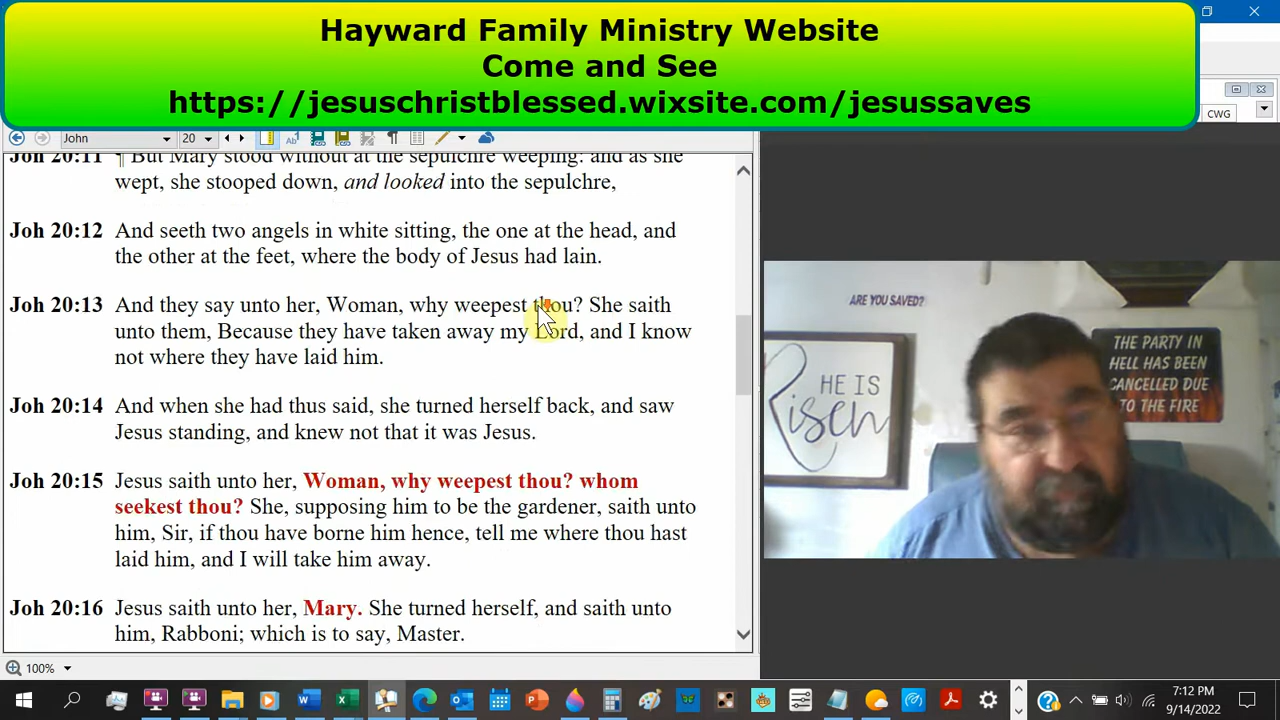 Hayward Family Ministry Website
Come and See
https://jesuschristblessed.wixsite.com/jesussaves
CWG
John
20
Joh 20:11 ¶ But Mary stood without at the sepulchre weeping: and as she
wept, she stooped down, and looked into the sepulchre,
Joh 20:12 And seeth two angels in white sitting, the one at the head, and
the other at the feet, where the body of Jesus had lain.
Joh 20:13 And they say unto her, Woman, why weepest thou? She saith
unto them, Because they have taken away my Lord, and I know
not where they have laid him.
Joh 20:14 And when she had thus said, she turned herself back, and saw
Jesus standing, and knew not that it was Jesus.
Joh 20:15 Jesus saith unto her, Woman, why weepest thou? whom
seekest thou? She, supposing him to be the gardener, saith unto
him, Sir, if thou have borne him hence, tell me where thou hast
laid him, and I will take him away.
Joh 20:16 Jesus saith unto her, Mary. She turned herself, and saith unto
him, Rabboni; which is to say, Master.
100%
ARE YOU SAVED?
HE IS
Risen
THE PARTY IN
HELL HAS BEEN
CANCELLED DUE
TO THE FIRE
7:12 PM
9/14/2022